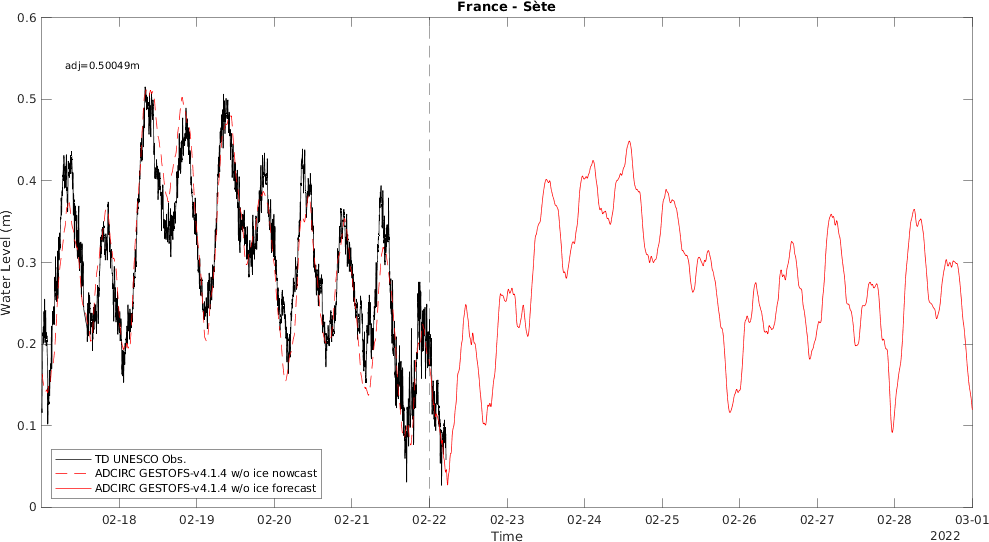 France - Sète
0.6
adj=0.50049m
0.5
0.4
0.3
0.2
0.1
0
Water Level (m)
TD UNESCO Obs.
ADCIRC GESTOFS-v4.1.4 w/o ice nowcast
ADCIRC GESTOFS-v4.1.4 w/o ice forecast
02-18 02-19 02-20 02-21 02-22 02-23 02-24 02-25 02-26 02-27 02-28 03-01
Time
2022